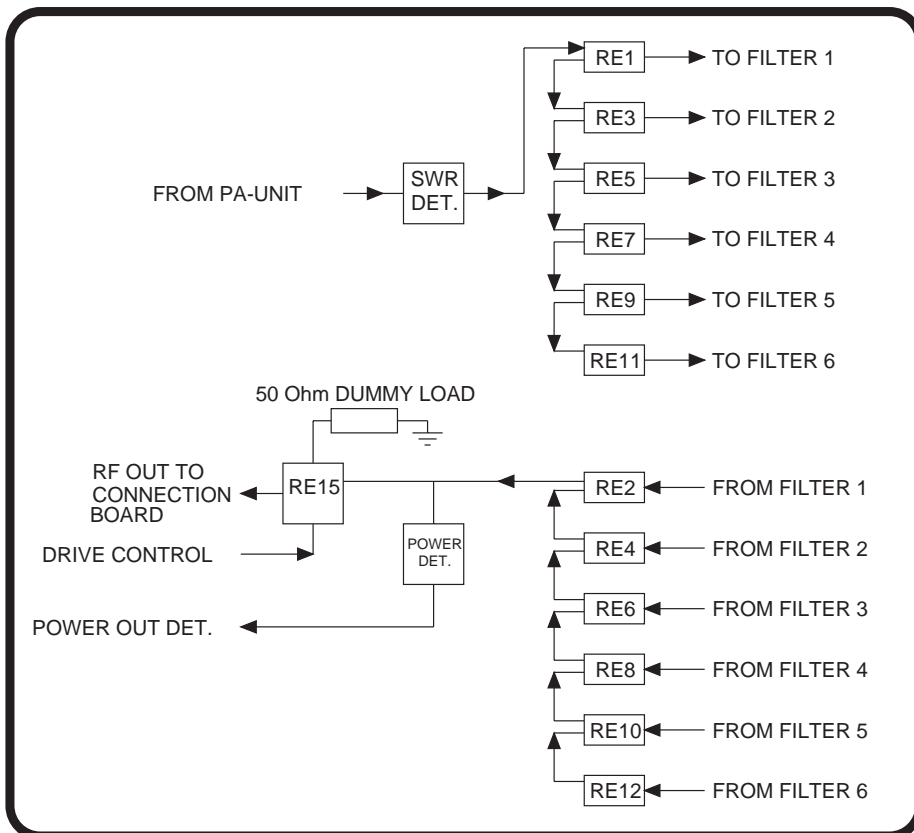 RE1
TO FILTER 1
RE3
TO FILTER 2
FROM PA-UNIT
SWR
DET.
RE5
TO FILTER 3
RE7
TO FILTER 4
RE9
TO FILTER 5
RE11
TO FILTER 6
50 Ohm DUMMY LOAD
RF OUT TO
CONNECTION
BOARD
RE15
RE2
FROM FILTER 1
DRIVE CONTROL
POWER
DET.
RE4
FROM FILTER 2
POWER OUT DET.
RE6
FROM FILTER 3
RE8
FROM FILTER 4
RE10
FROM FILTER 5
RE12
FROM FILTER 6